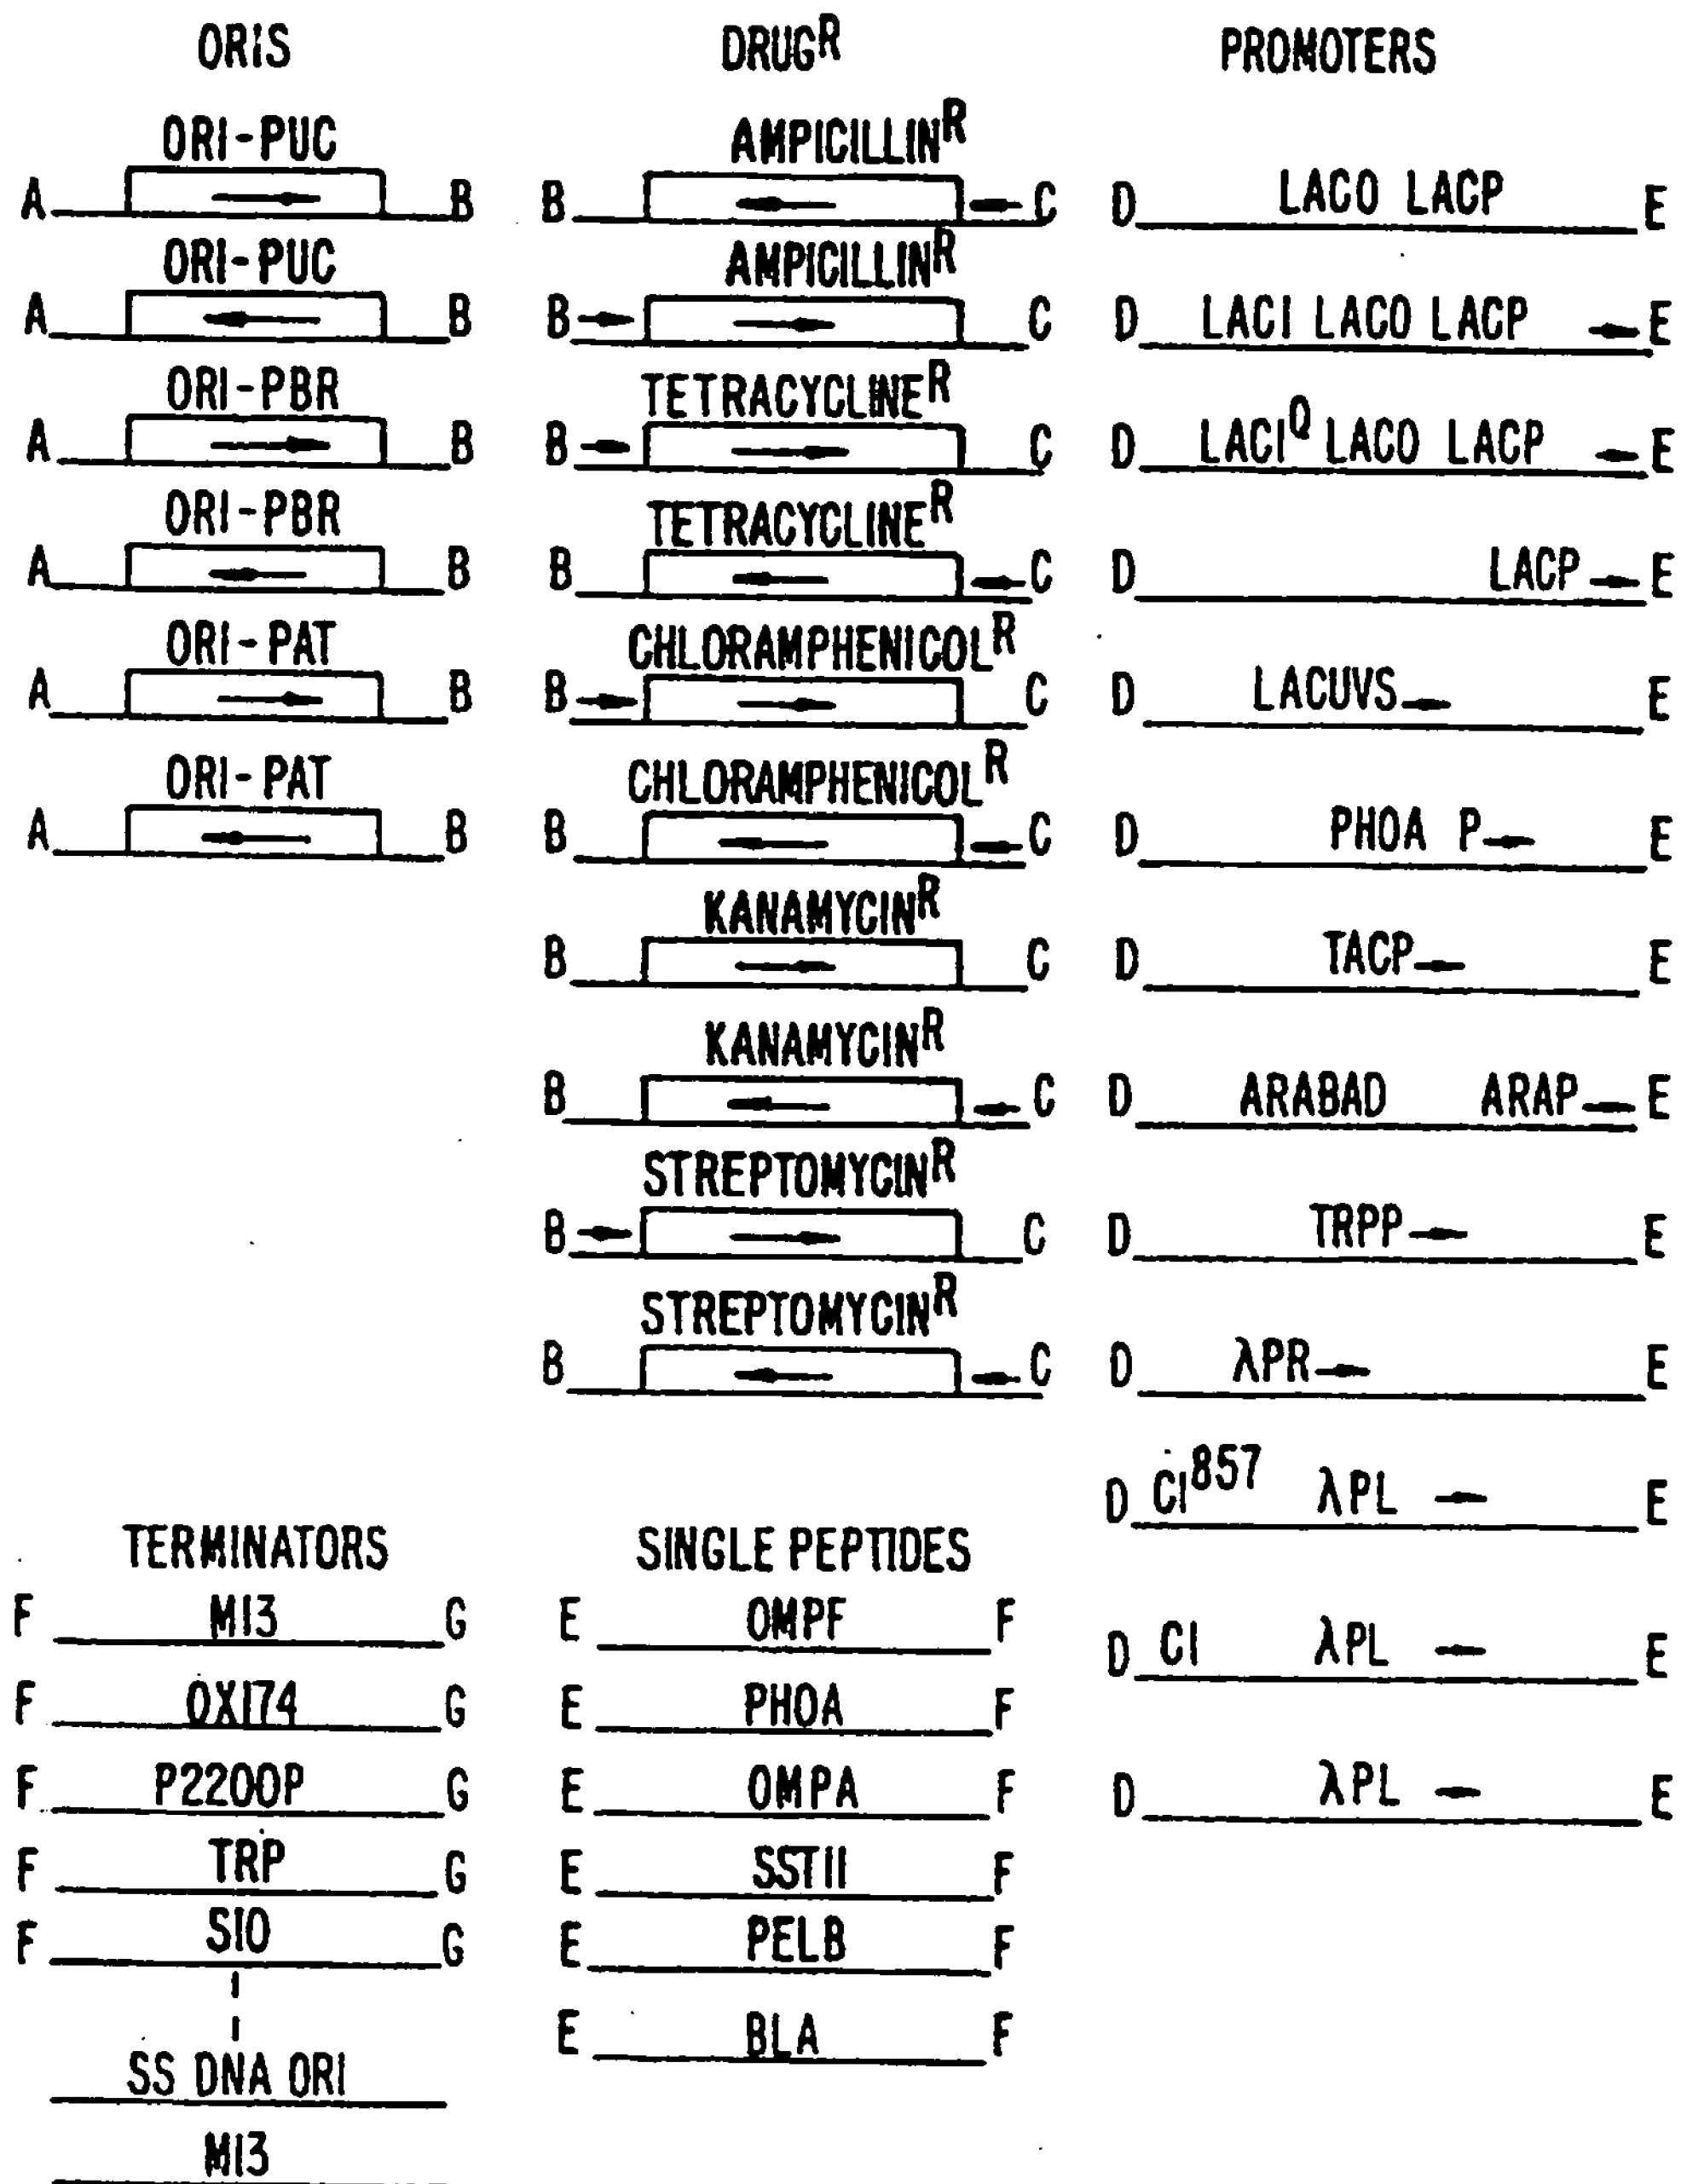 ORIS
ORI-PUC
A B
ORI-PUC
A B
ORI-PBR
A B
ORI-PBR
A B
ORI-PAT
A B
ORI-PAT
A B
DRUGR
AMPICILLINR
B C
AMPICILLINR
B C
TETRACYCLINER
B C
TETRACYCLINER
B C
CHLORAMPHENICOLR
B C
CHLORAMPHENICOLR
B C
KANAMYCINR
B C
KANAMYCINR
B C
STREPTOMYCINR
B C
STREPTOMYCINR
B C
PROMOTERS
D LACO LACP E
D LACI LACO LACP E
D LACIQ LACO LACP E
D LACP E
D LACUVS E
D PHOA P E
D TACP E
D ARABAD ARAP E
D TRPP E
D λPR E
D CI857 λPL E
D CI λPL E
D λPL E
TERMINATORS
F M13 G
F OX174 G
F P2200P G
F TRP G
F S10 G
SS DNA ORI
M13
SINGLE PEPTIDES
E OMPF F
E PHOA F
E OMPA F
E SSTII F
E PELB F
E BLA F